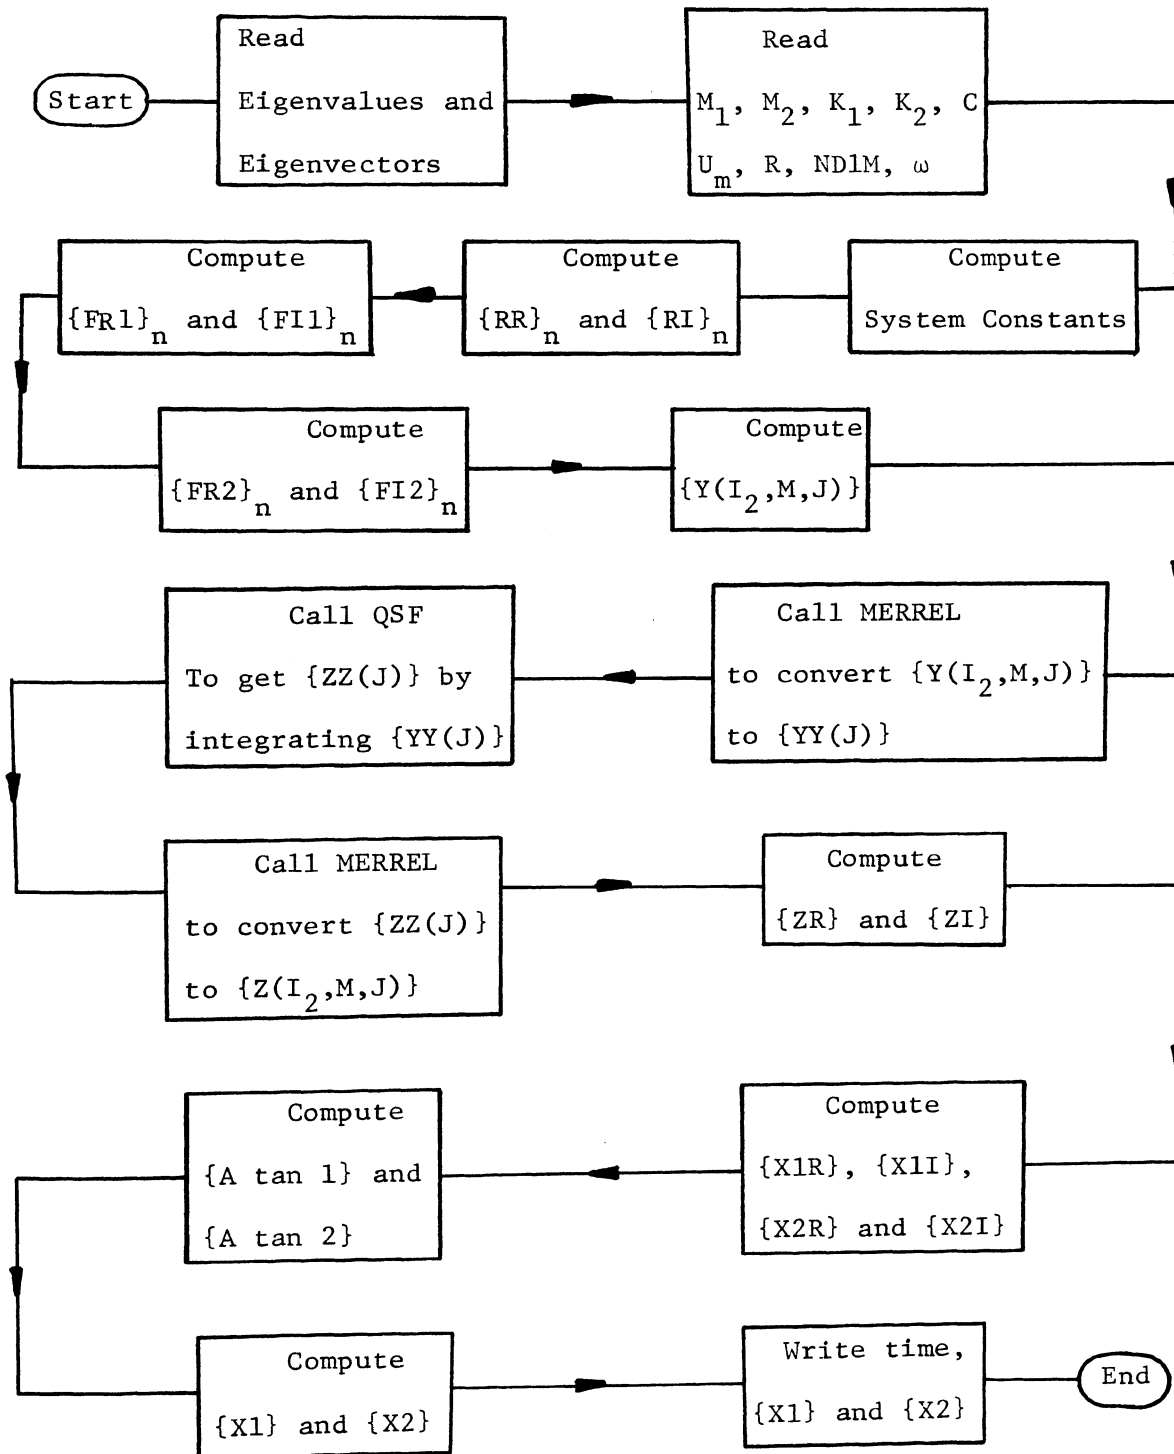 Start
Read
Eigenvalues and
Eigenvectors
Read
M₁, M₂, K₁, K₂, C
Uₘ, R, ND1M, ω
Compute
System Constants
Compute
{RR}ₙ and {RI}ₙ
Compute
{FR1}ₙ and {FI1}ₙ
Compute
{FR2}ₙ and {FI2}ₙ
Compute
{Y(I₂,M,J)}
Call MERREL
to convert {Y(I₂,M,J)}
to {YY(J)}
Call QSF
To get {ZZ(J)} by
integrating {YY(J)}
Call MERREL
to convert {ZZ(J)}
to {Z(I₂,M,J)}
Compute
{ZR} and {ZI}
Compute
{X1R}, {X1I},
{X2R} and {X2I}
Compute
{A tan 1} and
{A tan 2}
Compute
{X1} and {X2}
Write time,
{X1} and {X2}
End